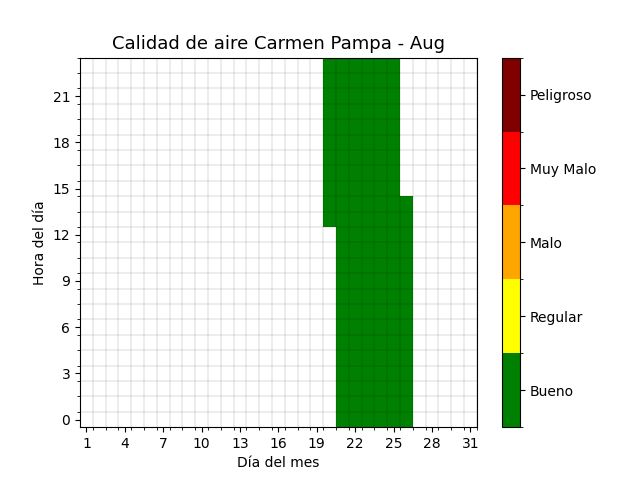 Calidad de aire Carmen Pampa - Aug
21
18
15
12
9
6
3
0
Hora del día
1 4 7 10 13 16 19 22 25 28 31
Día del mes
Peligroso
Muy Malo
Malo
Regular
Bueno